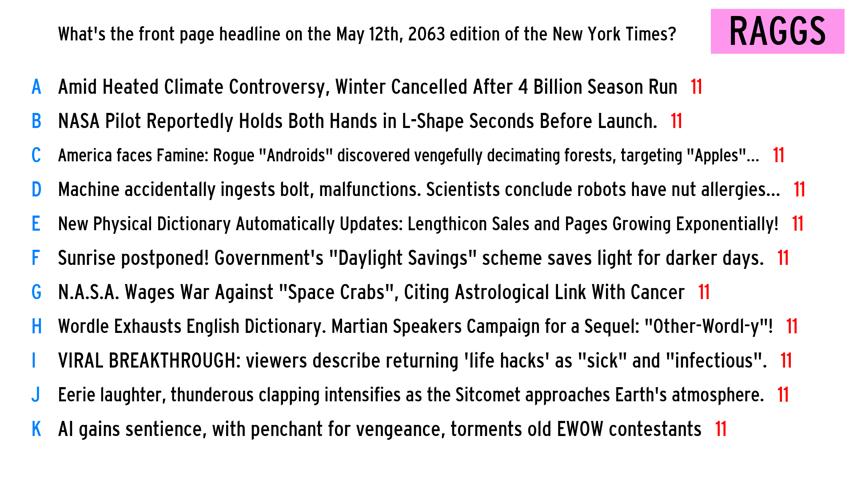 What's the front page headline on the May 12th, 2063 edition of the New York Times?
RAGGS
A Amid Heated Climate Controversy, Winter Cancelled After 4 Billion Season Run 11
B NASA Pilot Reportedly Holds Both Hands in L-Shape Seconds Before Launch. 11
C America faces Famine: Rogue "Androids" discovered vengefully decimating forests, targeting "Apples"... 11
D Machine accidentally ingests bolt, malfunctions. Scientists conclude robots have nut allergies... 11
E New Physical Dictionary Automatically Updates: Lengthicon Sales and Pages Growing Exponentially! 11
F Sunrise postponed! Government's "Daylight Savings" scheme saves light for darker days. 11
G N.A.S.A. Wages War Against "Space Crabs", Citing Astrological Link With Cancer 11
H Wordle Exhausts English Dictionary. Martian Speakers Campaign for a Sequel: "Other-Wordl-y"! 11
I VIRAL BREAKTHROUGH: viewers describe returning 'life hacks' as "sick" and "infectious". 11
J Eerie laughter, thunderous clapping intensifies as the Sitcomet approaches Earth's atmosphere. 11
K AI gains sentience, with penchant for vengeance, torments old EWOW contestants 11